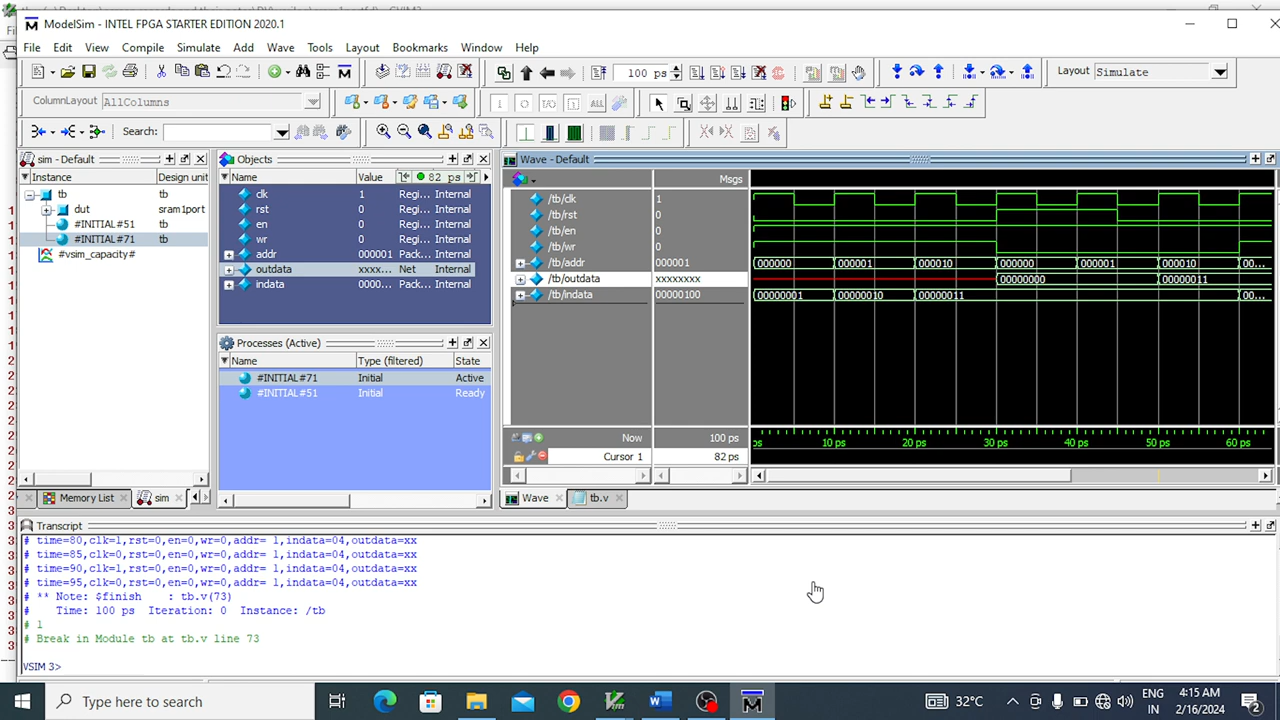 ModelSim - INTEL FPGA STARTER EDITION 2020.1
File Edit View Compile Simulate Add Wave Tools Layout Bookmarks Window Help
100 ps
Layout Simulate
ColumnLayout AllColumns
Search:
sim - Default
Instance Design unit
tb tb
dut sram1port
#INITIAL#51 tb
#INITIAL#71 tb
#vsim_capacity#
Memory List sim
Objects
Name Value 82 ps
clk 1 Regi... Internal
rst 0 Regi... Internal
en 0 Regi... Internal
wr 0 Regi... Internal
addr 000001 Pack... Internal
outdata xxxx... Net Internal
indata 0000... Pack... Internal
Processes (Active)
Name Type (filtered) State
#INITIAL#71 Initial Active
#INITIAL#51 Initial Ready
Wave - Default
Msgs
/tb/clk 1
/tb/rst 0
/tb/en 0
/tb/wr 0
/tb/addr 000001 000000 000001 000010 000000 000001 000010 00...
/tb/outdata xxxxxxxx 00000000 00000011
/tb/indata 00000100 00000001 00000010 00000011 00...
Now 100 ps ps 10 ps 20 ps 30 ps 40 ps 50 ps 60 ps
Cursor 1 82 ps
Wave tb.v
Transcript
# time=80,clk=1,rst=0,en=0,wr=0,addr= 1,indata=04,outdata=xx
# time=85,clk=0,rst=0,en=0,wr=0,addr= 1,indata=04,outdata=xx
# time=90,clk=1,rst=0,en=0,wr=0,addr= 1,indata=04,outdata=xx
# time=95,clk=0,rst=0,en=0,wr=0,addr= 1,indata=04,outdata=xx
# ** Note: $finish : tb.v(73)
# Time: 100 ps Iteration: 0 Instance: /tb
# 1
# Break in Module tb at tb.v line 73
VSIM 3>
Type here to search
32°C
ENG
IN
4:15 AM
2/16/2024
2